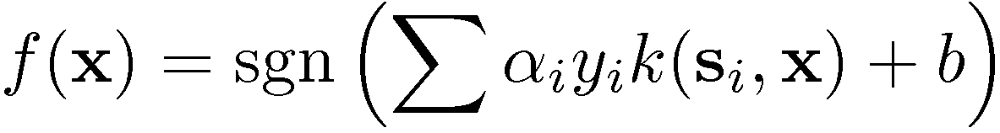 f(𝐱) = sgn (∑ αᵢyᵢk(𝐬ᵢ, 𝐱) + b)